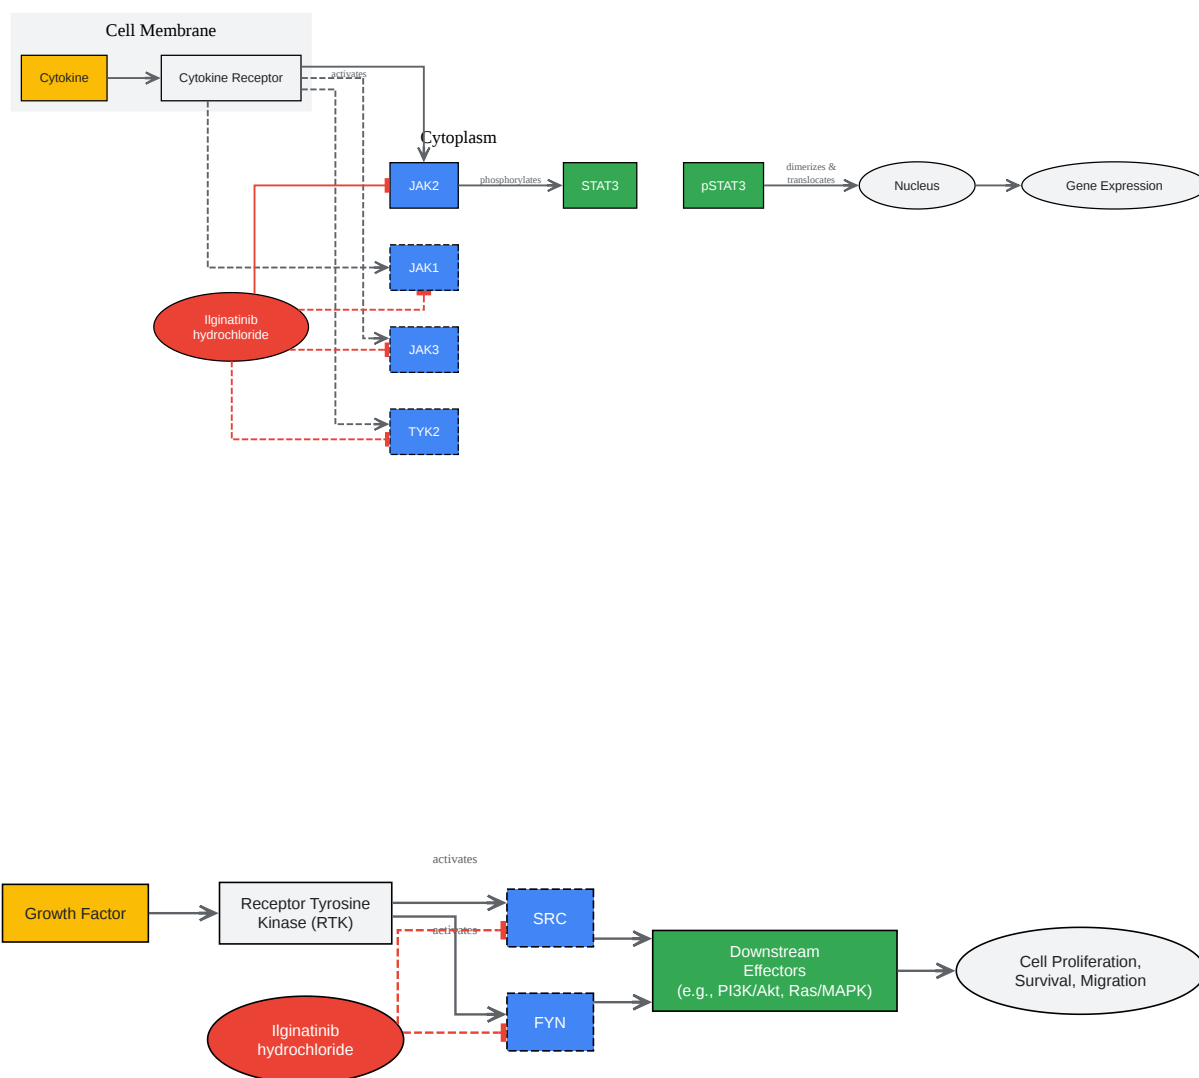 Cell Membrane
Cytokine
Cytokine Receptor
activates
Cytoplasm
JAK2
phosphorylates
STAT3
pSTAT3
dimerizes &
translocates
Nucleus
Gene Expression
JAK1
Ilginatinib
hydrochloride
JAK3
TYK2
activates
Growth Factor
Receptor Tyrosine
Kinase (RTK)
activates
SRC
Downstream
Effectors
(e.g., PI3K/Akt, Ras/MAPK)
Cell Proliferation,
Survival, Migration
Ilginatinib
hydrochloride
FYN